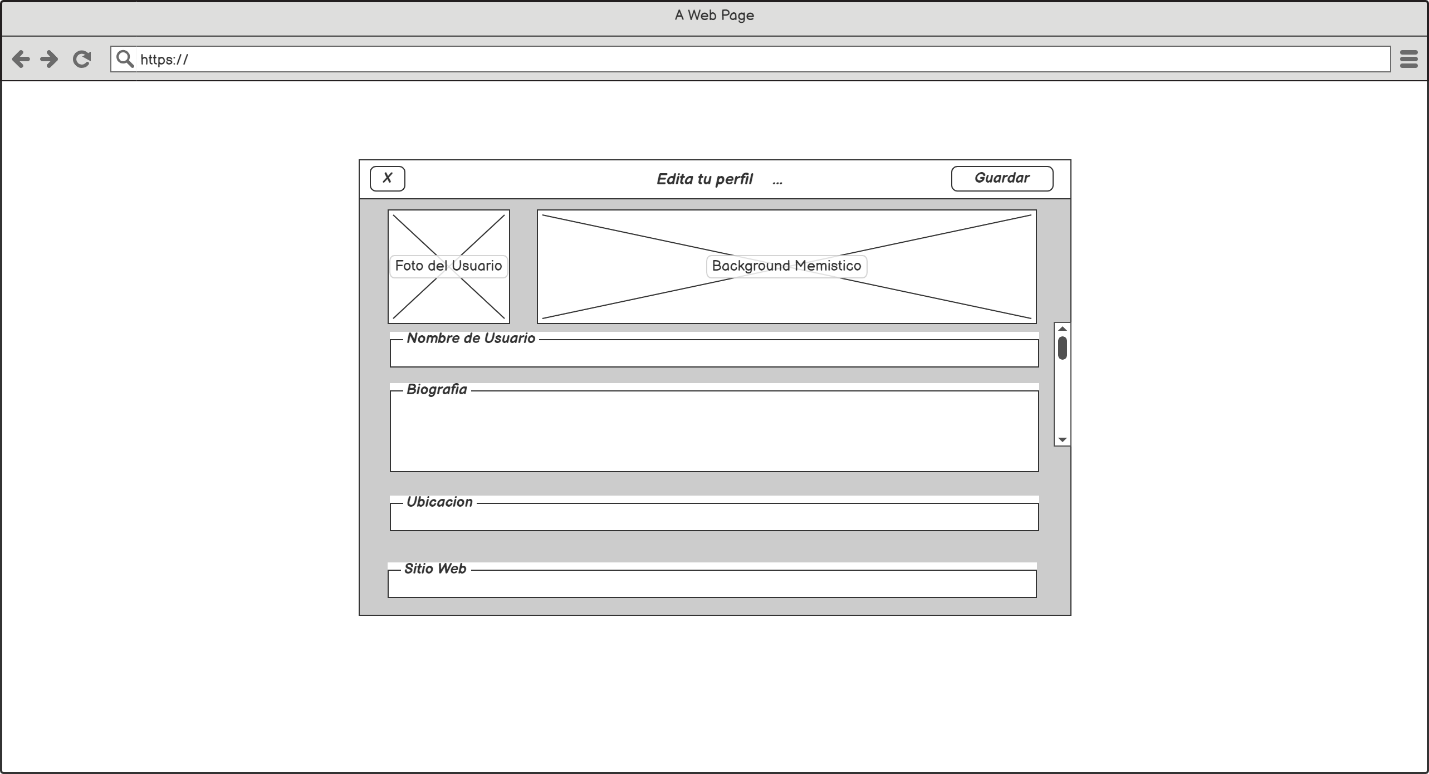 A Web Page
https://
X
Edita tu perfil ...
Guardar
Foto del Usuario
Background Memistico
Nombre de Usuario
Biografia
Ubicacion
Sitio Web